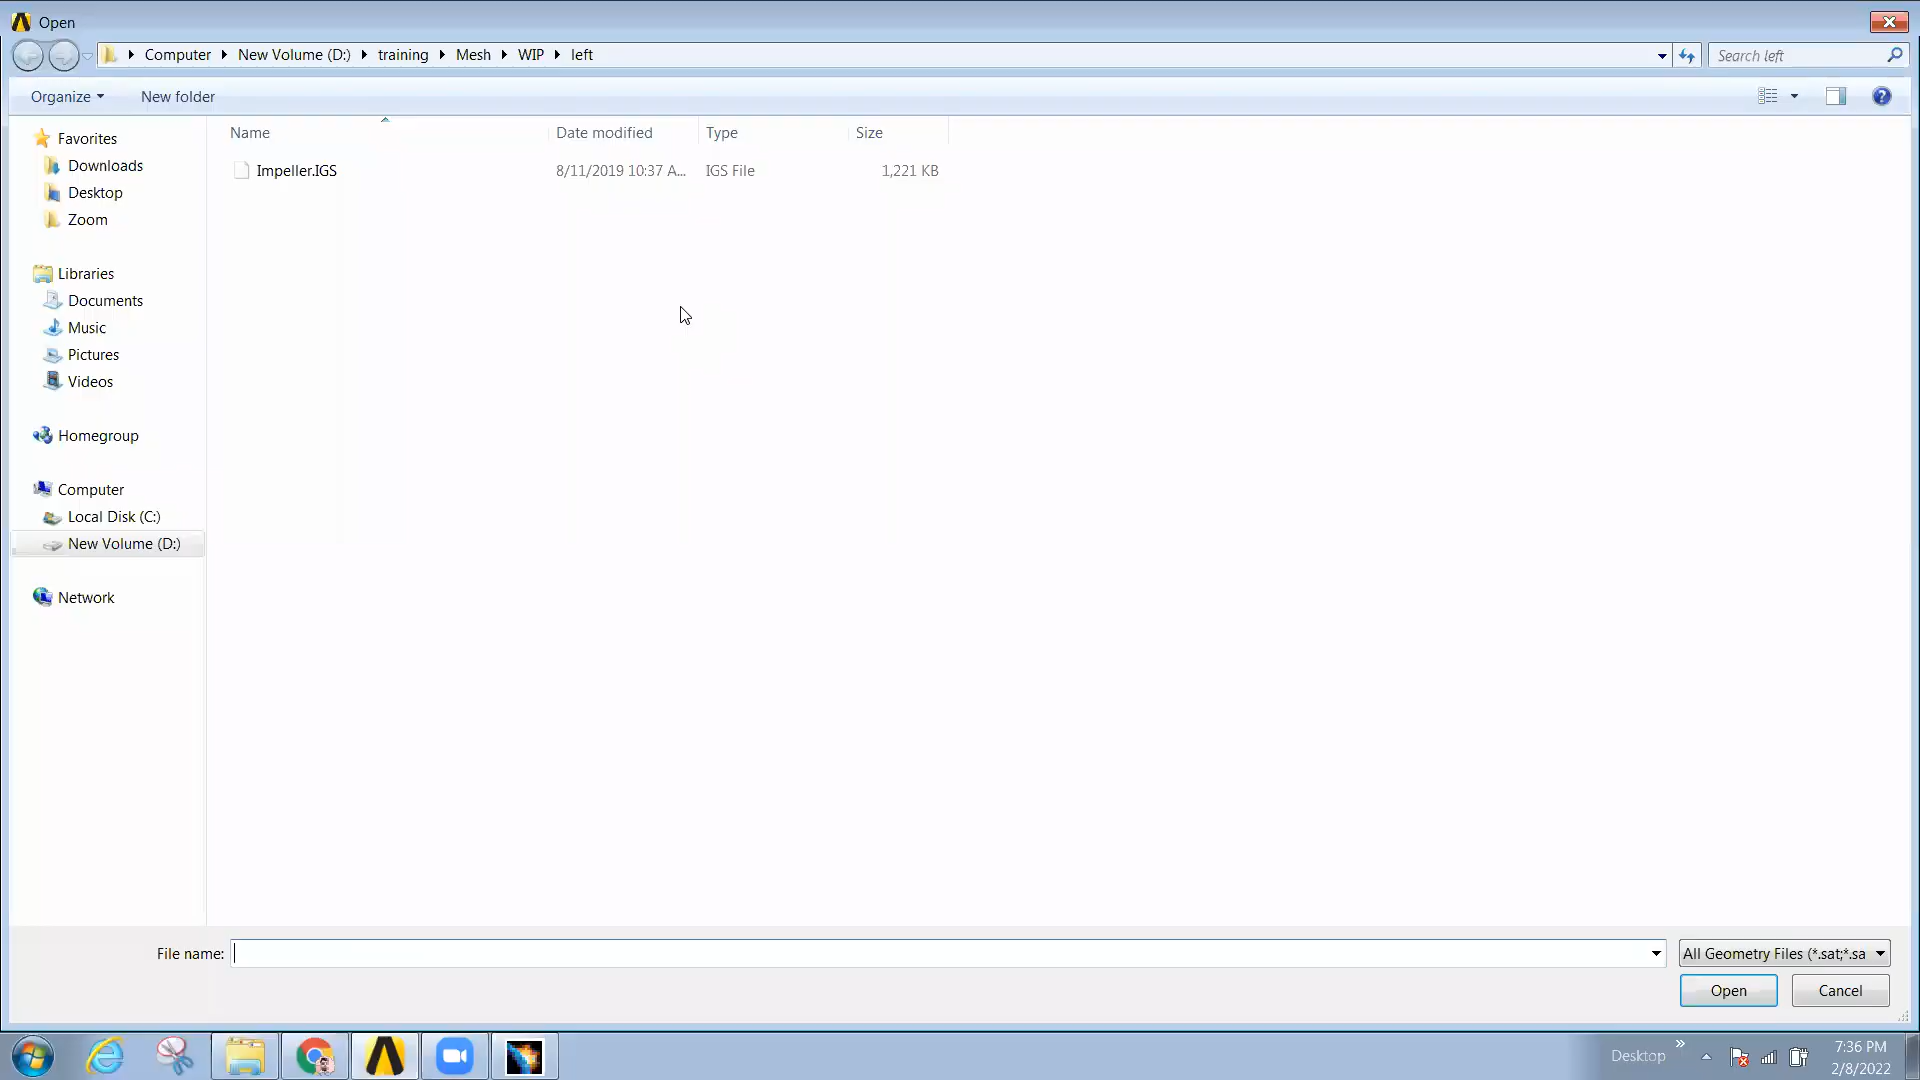 Open
Computer New Volume (D:) training Mesh WIP left
Search left
Organize New folder
Name Date modified Type Size
Impeller.IGS 8/11/2019 10:37 A... IGS File 1,221 KB
Favorites
Downloads
Desktop
Zoom
Libraries
Documents
Music
Pictures
Videos
Homegroup
Computer
Local Disk (C:)
New Volume (D:)
Network
File name: All Geometry Files (*.sat;*.sa
Open Cancel
Desktop » 7:36 PM
2/8/2022